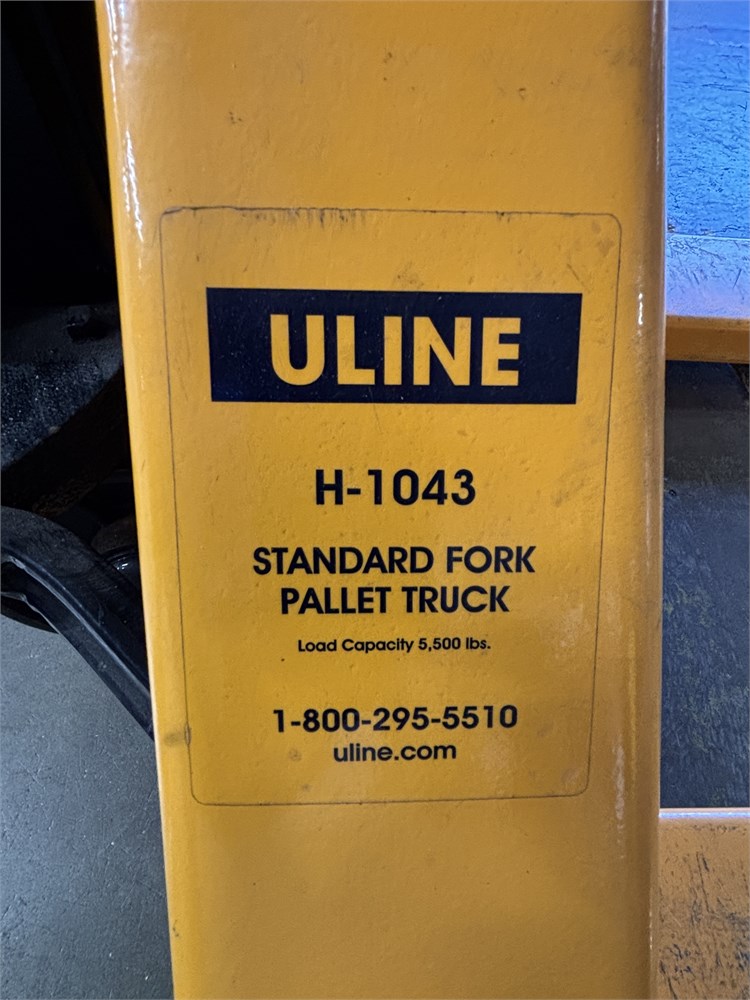 ULINE
H-1043
STANDARD FORK
PALLET TRUCK
Load Capacity 5,500 lbs.
1-800-295-5510
uline.com